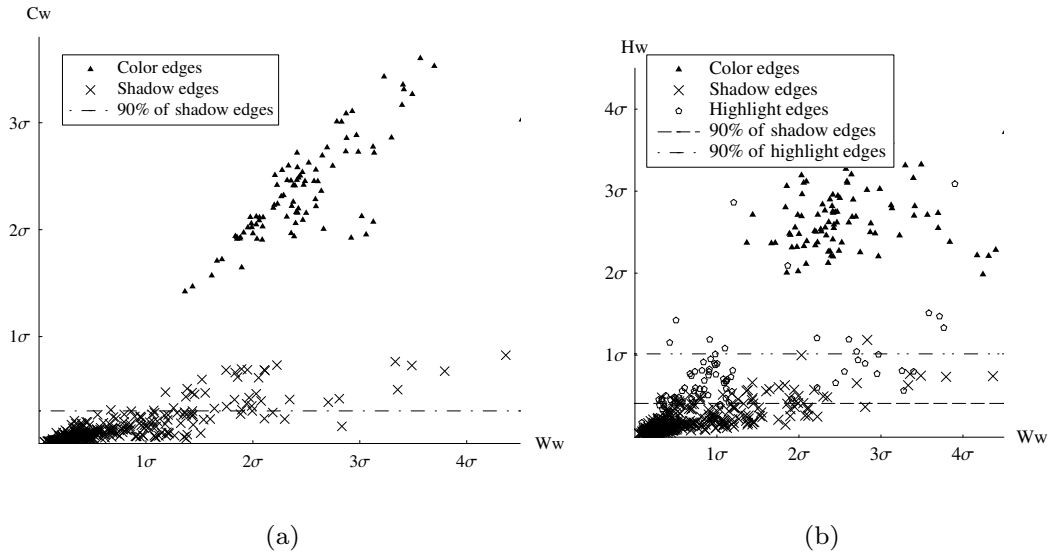 Cw
Color edges
Shadow edges
90% of shadow edges
3σ
2σ
1σ
1σ
2σ
3σ
4σ
Ww
(a)
Hw
Color edges
Shadow edges
Highlight edges
90% of shadow edges
90% of highlight edges
4σ
3σ
2σ
1σ
1σ
2σ
3σ
4σ
Ww
(b)